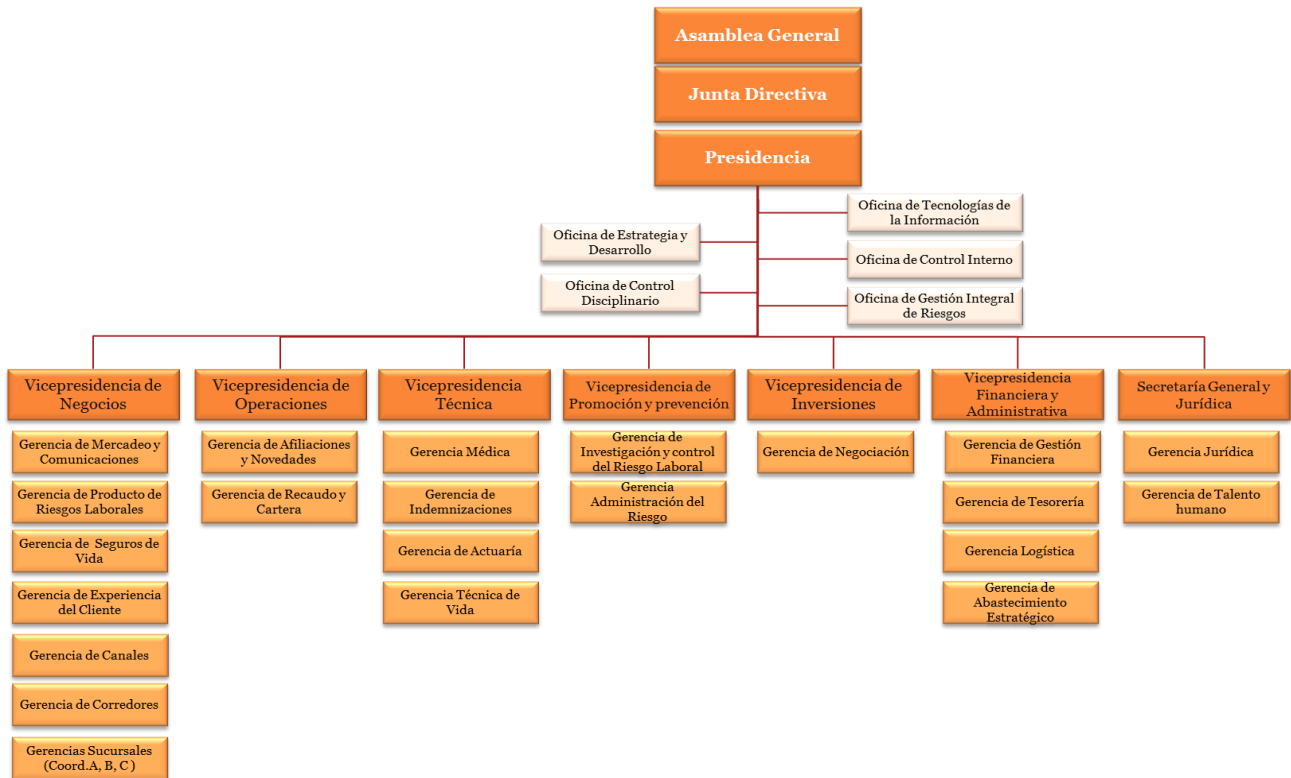 Asamblea General
Junta Directiva
Presidencia
Oficina de Tecnologías de
la Información
Oficina de Estrategia y
Desarrollo
Oficina de Control Interno
Oficina de Control
Disciplinario
Oficina de Gestión Integral
de Riesgos
Vicepresidencia de
Negocios
Gerencia de Mercadeo y
Comunicaciones
Gerencia de Producto de
Riesgos Laborales
Gerencia de Seguros de
Vida
Gerencia de Experiencia
del Cliente
Gerencia de Canales
Gerencia de Corredores
Gerencias Sucursales
(Coord.A, B, C )
Vicepresidencia de
Operaciones
Gerencia de Afiliaciones
y Novedades
Gerencia de Recaudo y
Cartera
Vicepresidencia
Técnica
Gerencia Médica
Gerencia de
Indemnizaciones
Gerencia de Actuaría
Gerencia Técnica de
Vida
Vicepresidencia de
Promoción y prevención
Gerencia de
Investigación y control
del Riesgo Laboral
Gerencia
Administración del
Riesgo
Vicepresidencia de
Inversiones
Gerencia de Negociación
Vicepresidencia
Financiera y
Administrativa
Gerencia de Gestión
Financiera
Gerencia de Tesorería
Gerencia Logística
Gerencia de
Abastecimiento
Estratégico
Secretaría General y
Jurídica
Gerencia Jurídica
Gerencia de Talento
humano